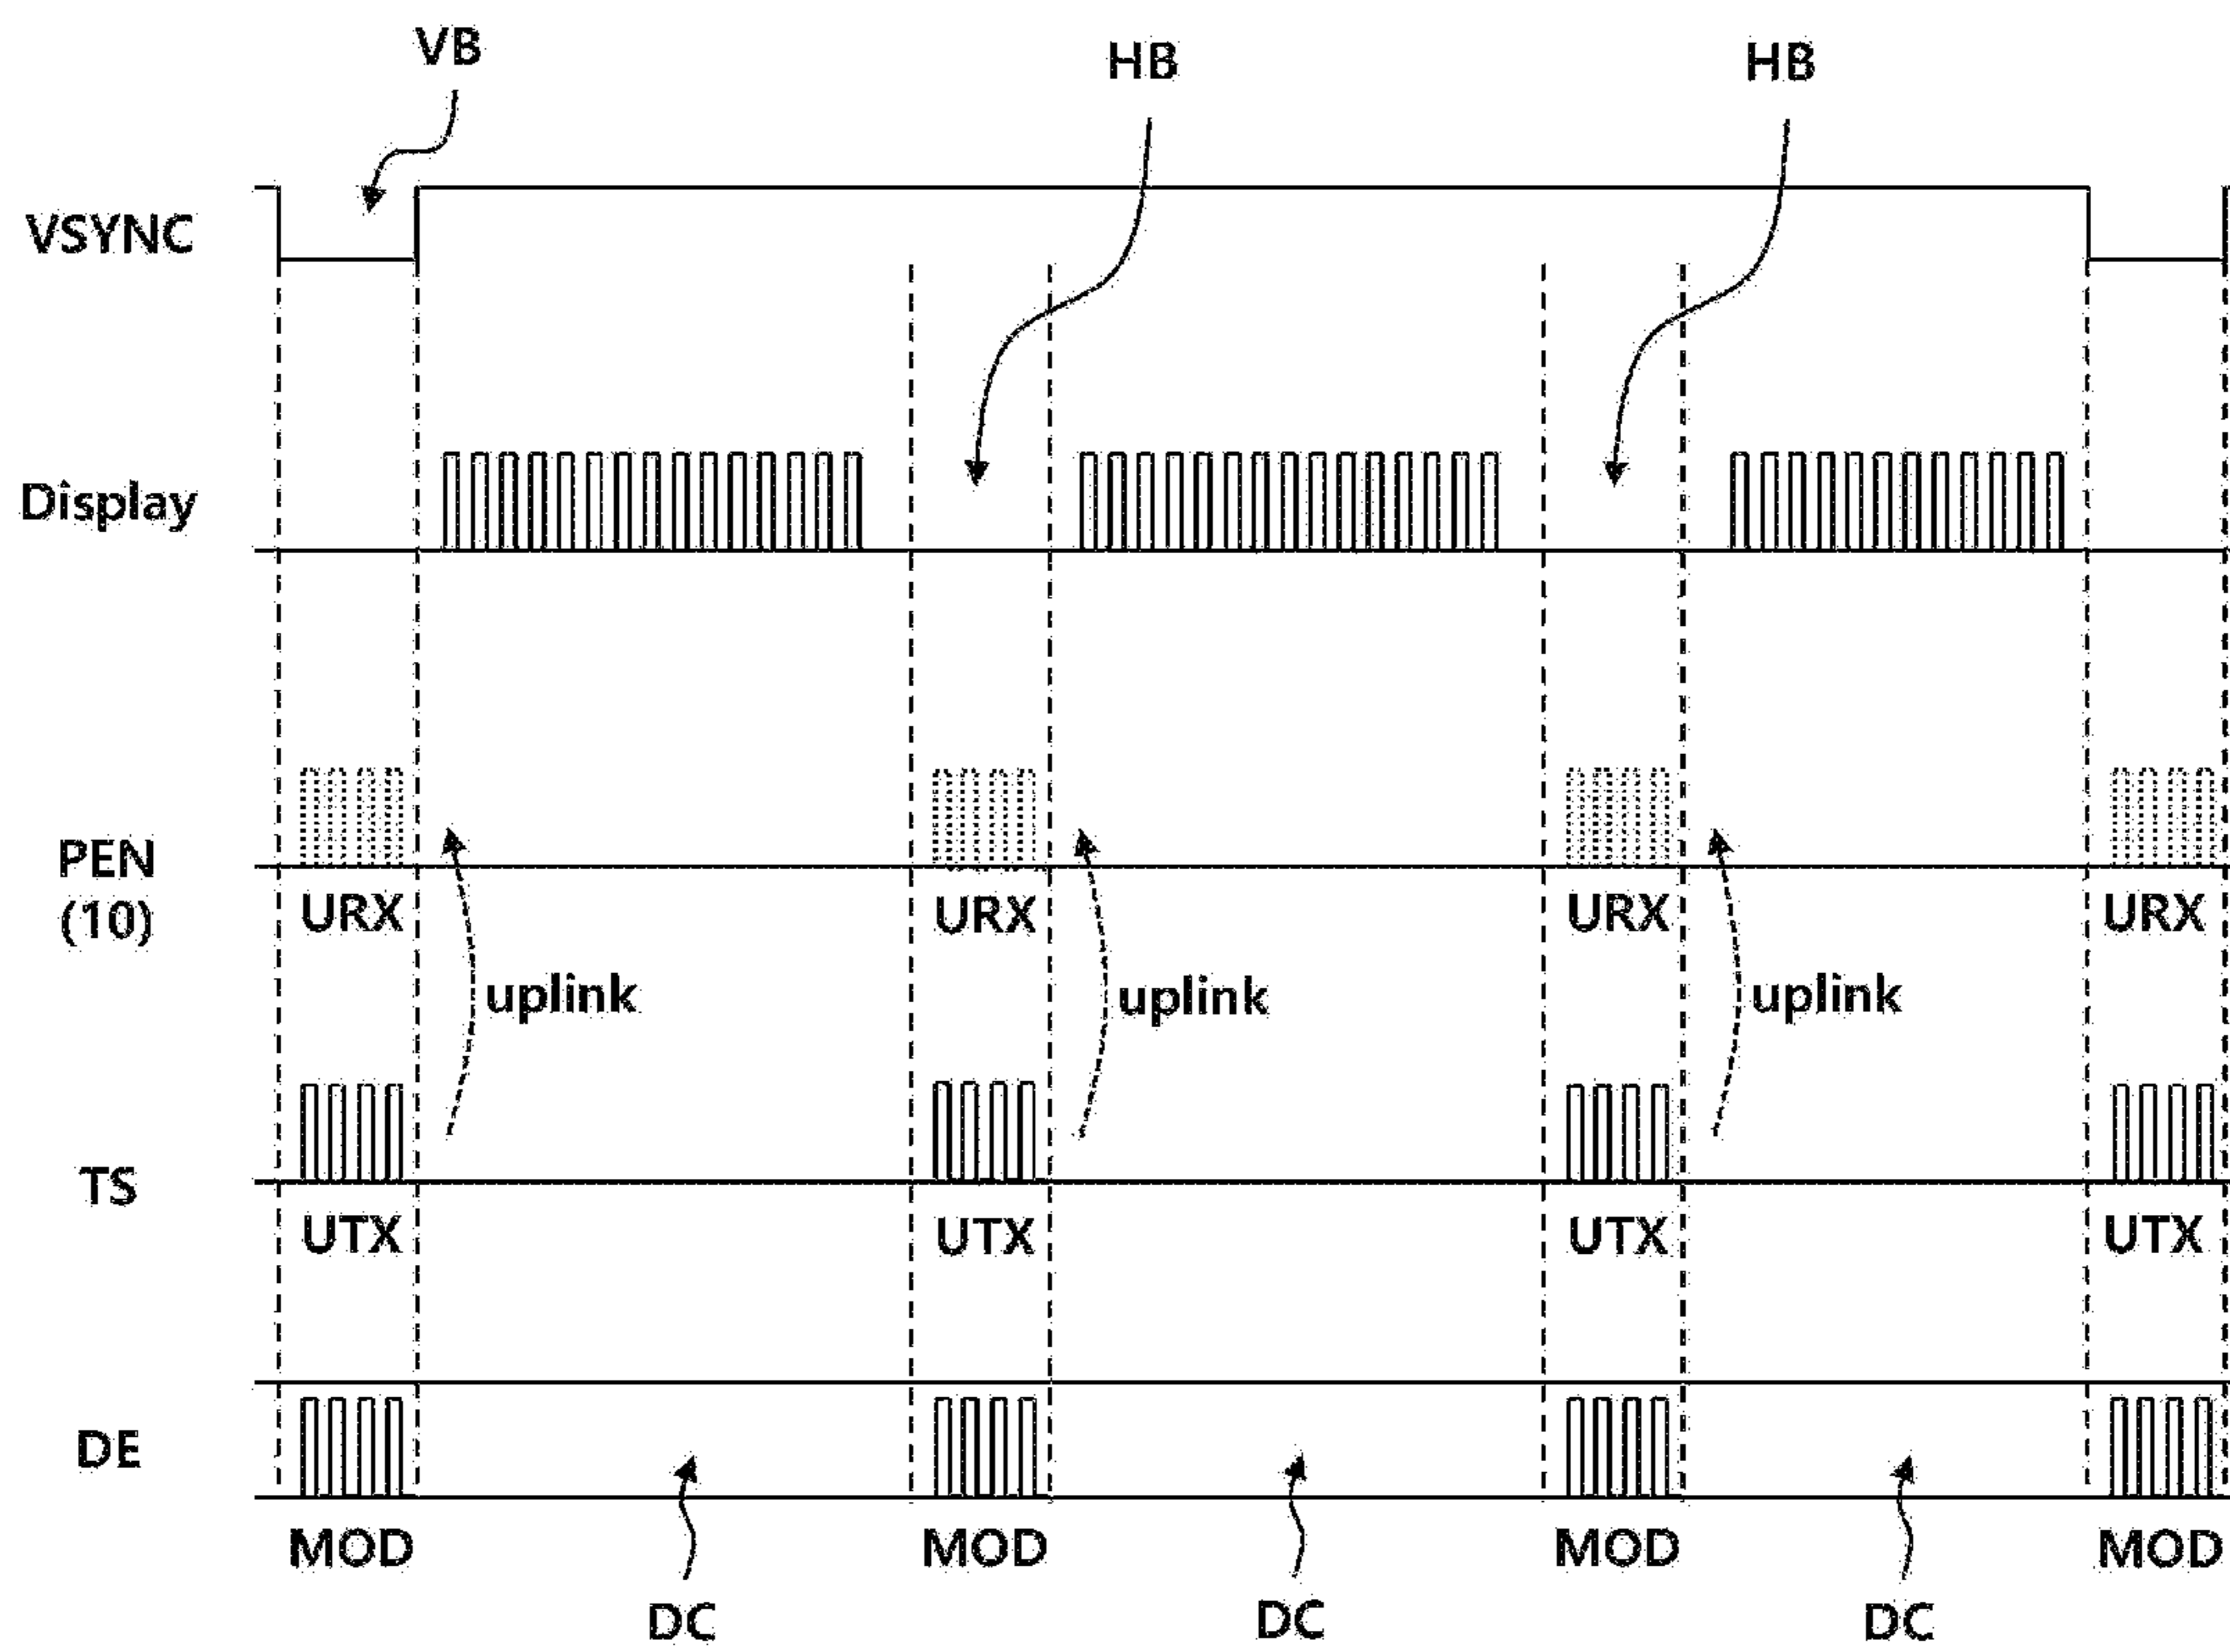 VB
HB
HB
VSYNC
Display
PEN
(10)
URX
URX
URX
URX
uplink
uplink
uplink
TS
UTX
UTX
UTX
UTX
DE
MOD
MOD
MOD
MOD
DC
DC
DC